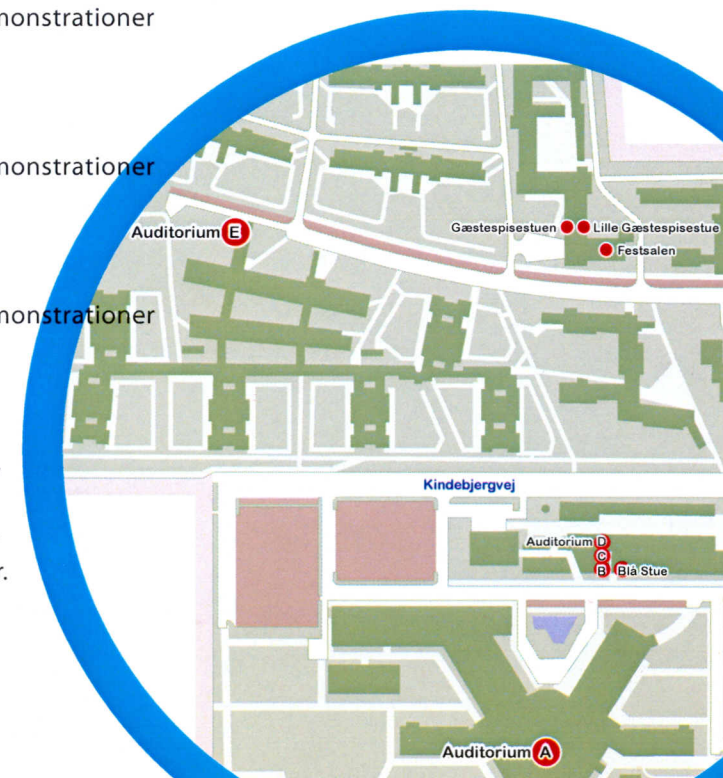 monstrationer
monstrationer
Auditorium E
Gæstespisestuen
Lille Gæstespisestue
Festsalen
monstrationer
Kindebjergvej
Auditorium D
C
B
Blå Stue
r.
Auditorium A